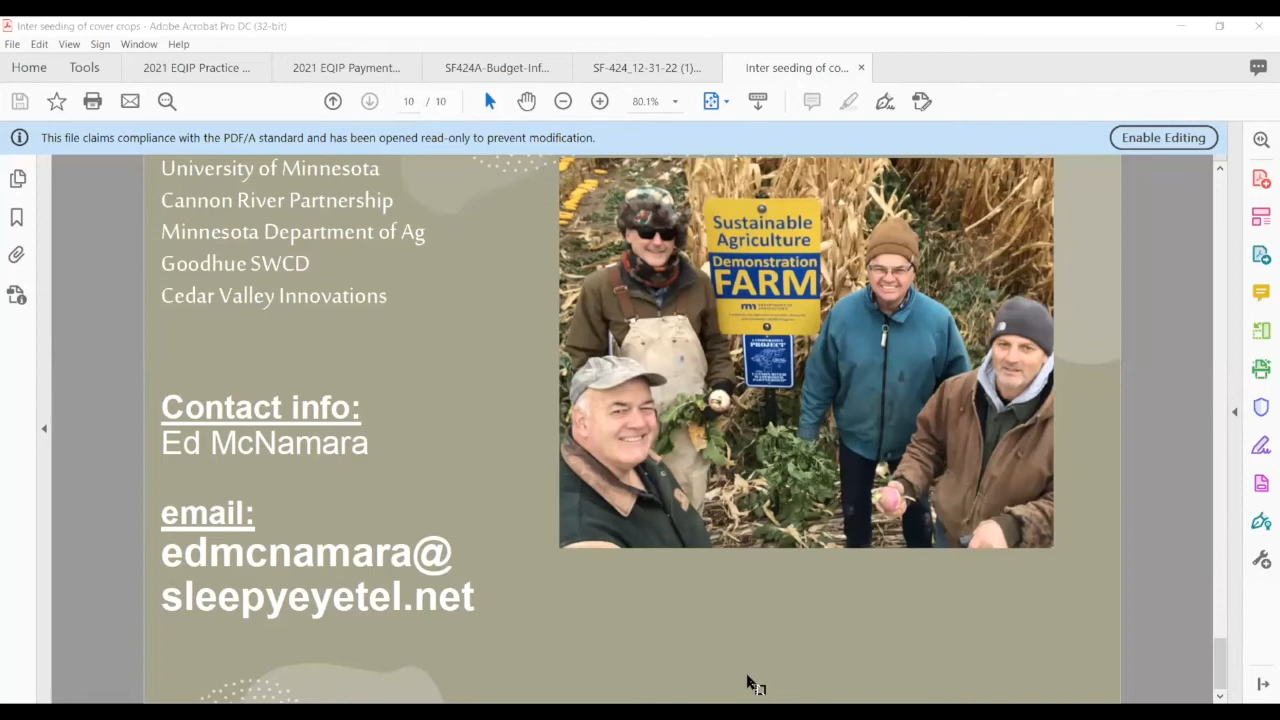 Inter seeding of cover crops - Adobe Acrobat Pro DC (32-bit)
File Edit View Sign Window Help
Home Tools 2021 EQIP Practice ... 2021 EQIP Payment... SF424A-Budget-Inf... SF-424_12-31-22 (1)... Inter seeding of co... ×
10 / 10 80.1%
This file claims compliance with the PDF/A standard and has been opened read-only to prevent modification. Enable Editing
University of Minnesota
Cannon River Partnership
Minnesota Department of Ag
Goodhue SWCD
Cedar Valley Innovations
Contact info:
Ed McNamara
email:
edmcnamara@
sleepyeyetel.net
Sustainable
Agriculture
Demonstration
FARM
A COOPERATIVE
PROJECT